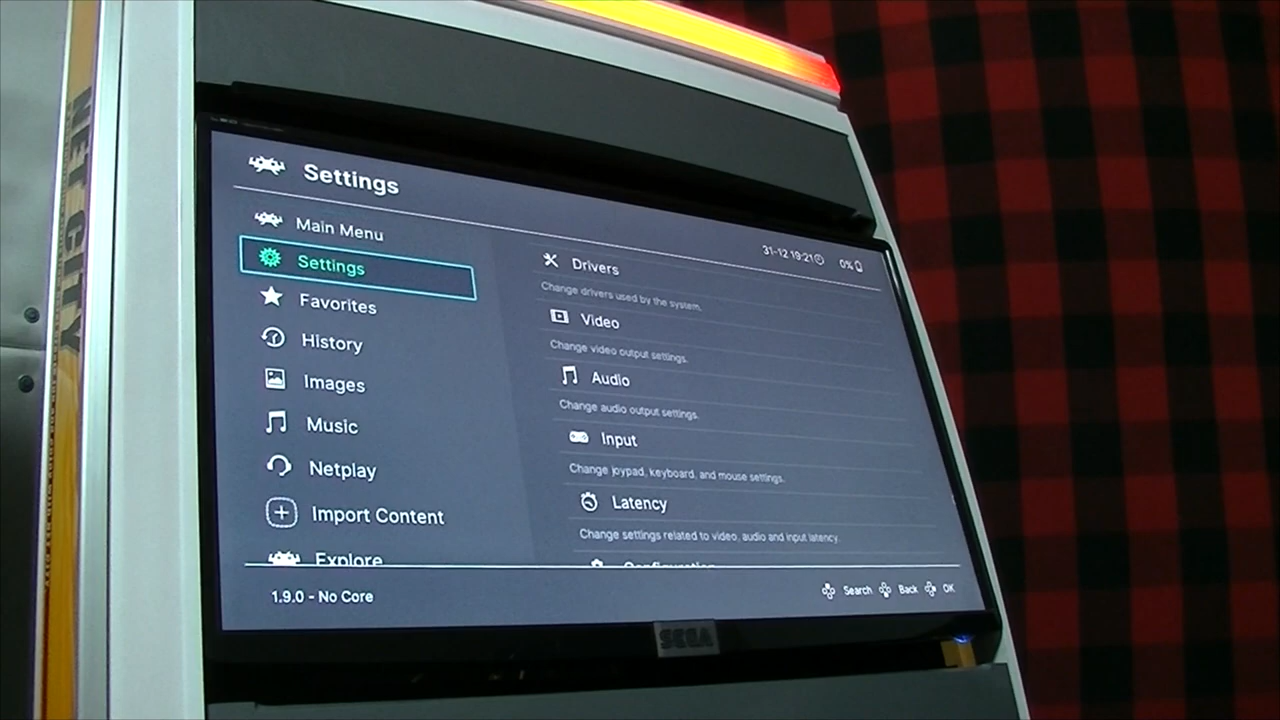 Settings
31-12 19:21 0%
Main Menu
Settings
Favorites
History
Images
Music
Netplay
Import Content
Explore
Drivers
Change drivers used by the system.
Video
Change video output settings.
Audio
Change audio output settings.
Input
Change joypad, keyboard, and mouse settings.
Latency
Change settings related to video, audio and input latency.
Configuration
1.9.0 - No Core
Search Back OK
SEGA